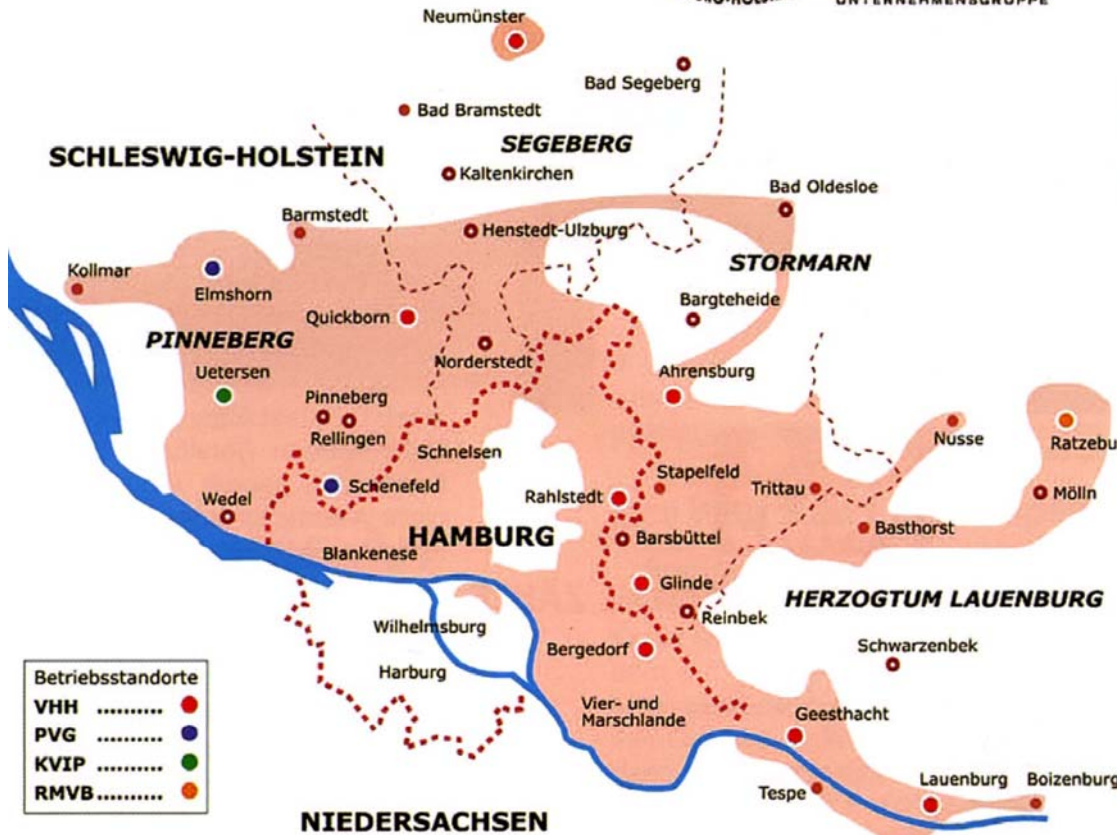 UNTERNEHMENSGRUPPE
Neumünster
Bad Segeberg
Bad Bramstedt
SEGEBERG
SCHLESWIG-HOLSTEIN
Kaltenkirchen
Bad Oldesloe
Barmstedt
Henstedt-Ulzburg
STORMARN
Kollmar
Elmshorn
Bargteheide
Quickborn
PINNEBERG
Norderstedt
Uetersen
Ahrensburg
Pinneberg
Rellingen
Schnelsen
Nusse
Ratzebu
Stapelfeld
Schenefeld
Rahlstedt
Trittau
Mölln
Wedel
HAMBURG
Barsbüttel
Basthorst
Blankenese
Glinde
HERZOGTUM LAUENBURG
Reinbek
Wilhelmsburg
Bergedorf
Schwarzenbek
Harburg
Vier- und
Marschlande
Geesthacht
Betriebsstandorte
VHH ..........
PVG ..........
KVIP ..........
RMVB ..........
Tespe
Lauenburg
Boizenburg
NIEDERSACHSEN